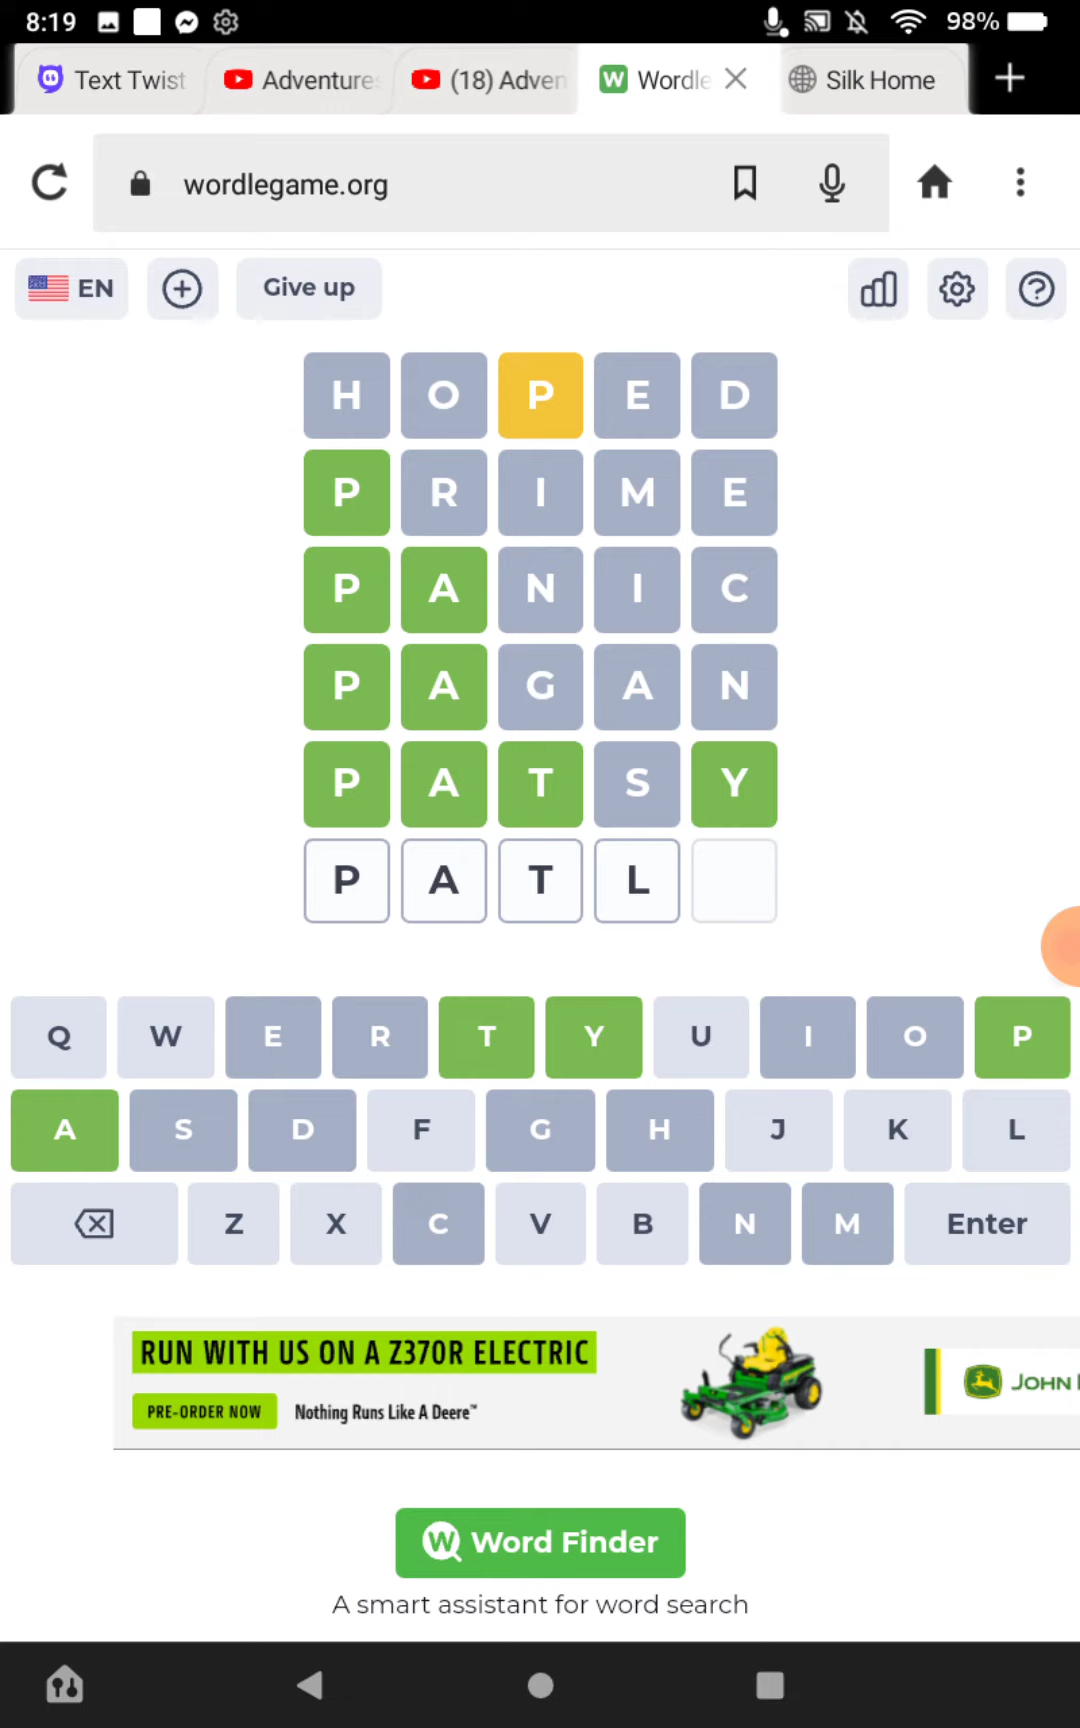 8:19 98%
Text Twist Adventures (18) Adven Wordle Silk Home
wordlegame.org
EN Give up
H O P E D
P R I M E
P A N I C
P A G A N
P A T S Y
P A T L
Q W E R T Y U I O P
A S D F G H J K L
Z X C V B N M Enter
RUN WITH US ON A Z370R ELECTRIC
PRE-ORDER NOW Nothing Runs Like A Deere™ JOHN
W Word Finder
A smart assistant for word search